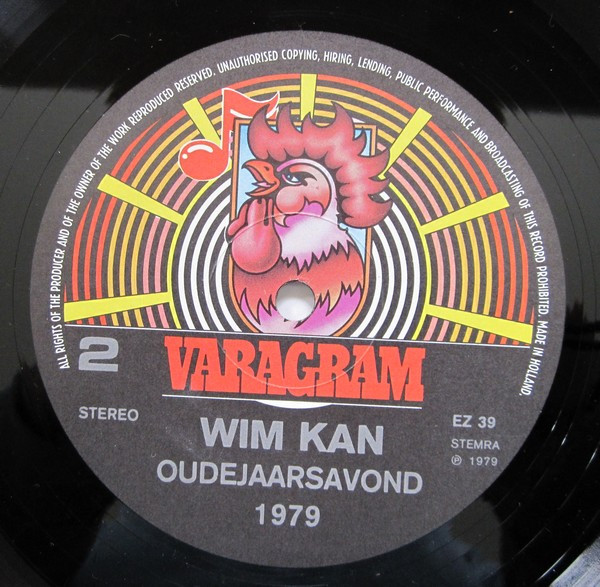 ALL RIGHTS OF THE PRODUCER AND OF THE OWNER OF THE WORK REPRODUCED RESERVED. UNAUTHORISED COPYING, HIRING, LENDING, PUBLIC PERFORMANCE AND BROADCASTING OF THIS RECORD PROHIBITED. MADE IN HOLLAND.
2
VARAGRAM
STEREO
EZ 39
STEMRA
℗ 1979
WIM KAN
OUDEJAARSAVOND
1979